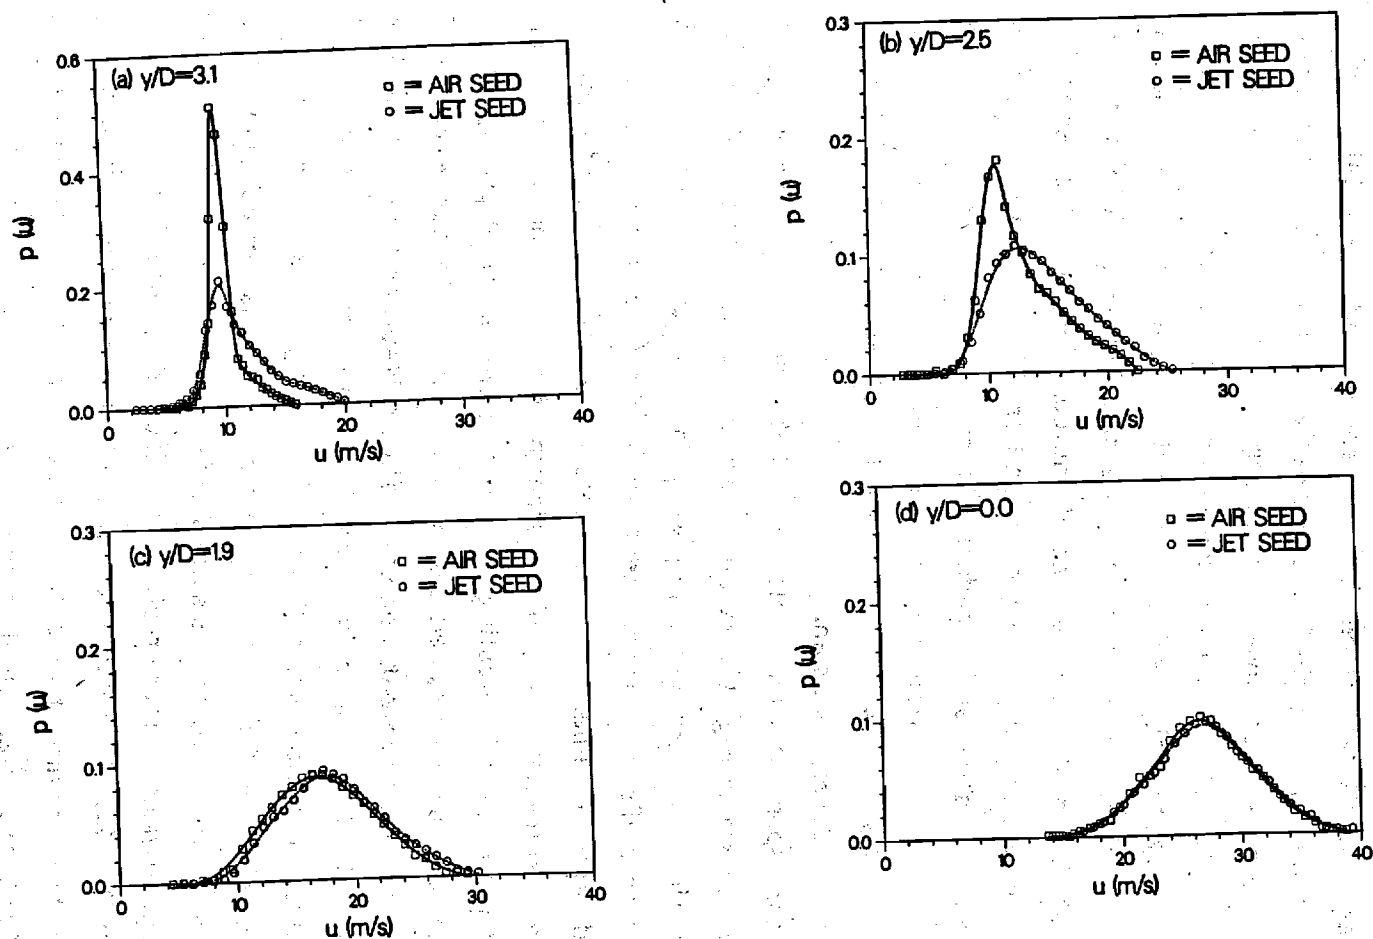 (a) y/D=3.1
□ = AIR SEED
○ = JET SEED
0.6
0.4
0.2
0.0
p (u)
0
10
20
30
40
u (m/s)
(b) y/D=2.5
□ = AIR SEED
○ = JET SEED
0.3
0.2
0.1
0.0
p (u)
0
10
20
30
40
u (m/s)
(c) y/D=1.9
□ = AIR SEED
○ = JET SEED
0.3
0.2
0.1
0.0
p (u)
0
10
20
30
40
u (m/s)
(d) y/D=0.0
□ = AIR SEED
○ = JET SEED
0.3
0.2
0.1
0.0
p (u)
0
10
20
30
40
u (m/s)